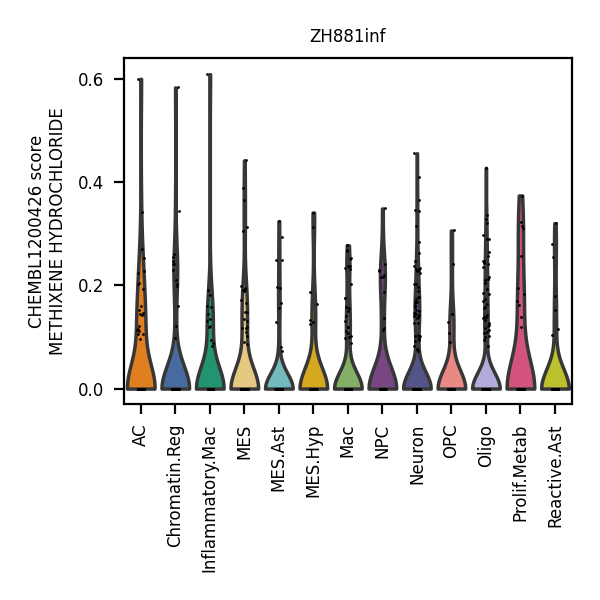 ZH881inf
CHEMBL1200426 score
METHIXENE HYDROCHLORIDE
0.6
0.4
0.2
0.0
AC
Chromatin.Reg
Inflammatory.Mac
MES
MES.Ast
MES.Hyp
Mac
NPC
Neuron
OPC
Oligo
Prolif.Metab
Reactive.Ast